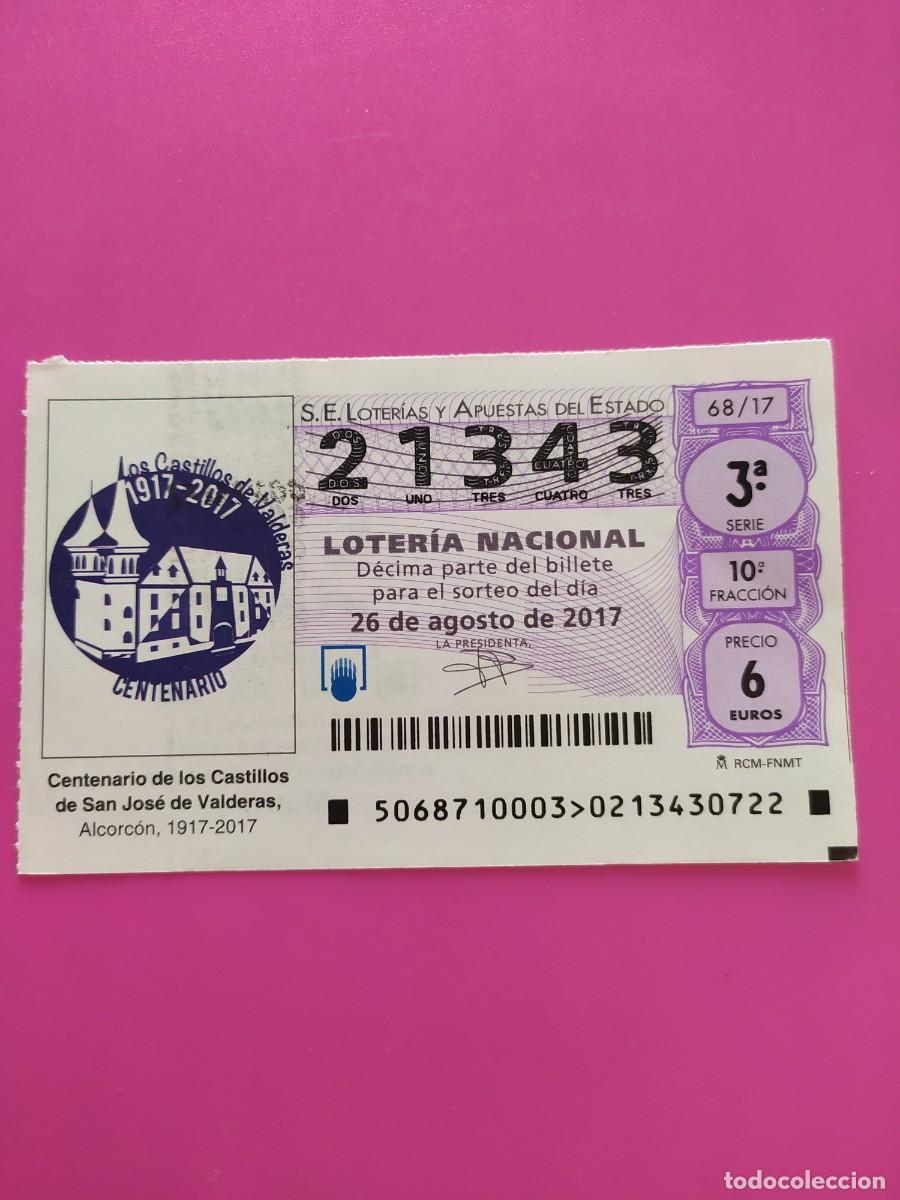 Los Castillos de Valderas
1917-2017
CENTENARIO
Centenario de los Castillos
de San José de Valderas,
Alcorcón, 1917-2017
S.E. LOTERÍAS Y APUESTAS DEL ESTADO
21343
DOS UNO TRES CUATRO TRES
LOTERÍA NACIONAL
Décima parte del billete
para el sorteo del día
26 de agosto de 2017
LA PRESIDENTA,
68/17
3ª
SERIE
10ª
FRACCIÓN
PRECIO
6
EUROS
RCM-FNMT
5068710003>0213430722
todocoleccion